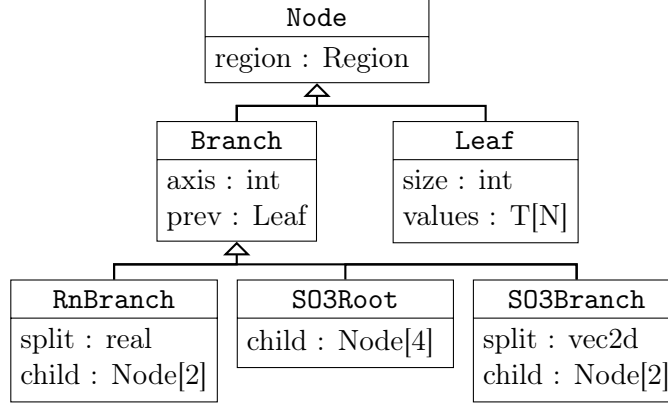 Node
region : Region
Branch
axis : int
prev : Leaf
Leaf
size : int
values : T[N]
RnBranch
split : real
child : Node[2]
SO3Root
child : Node[4]
SO3Branch
split : vec2d
child : Node[2]